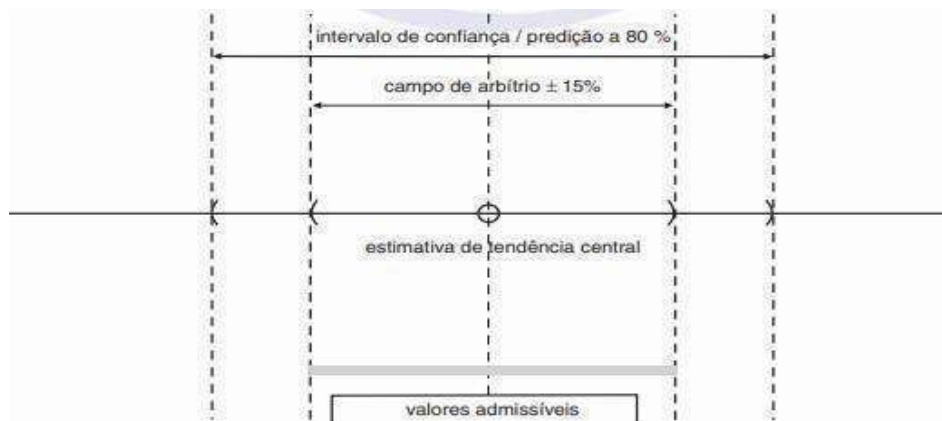 intervalo de confiança / predição a 80 %
campo de arbítrio ± 15%
estimativa de tendência central
valores admissíveis